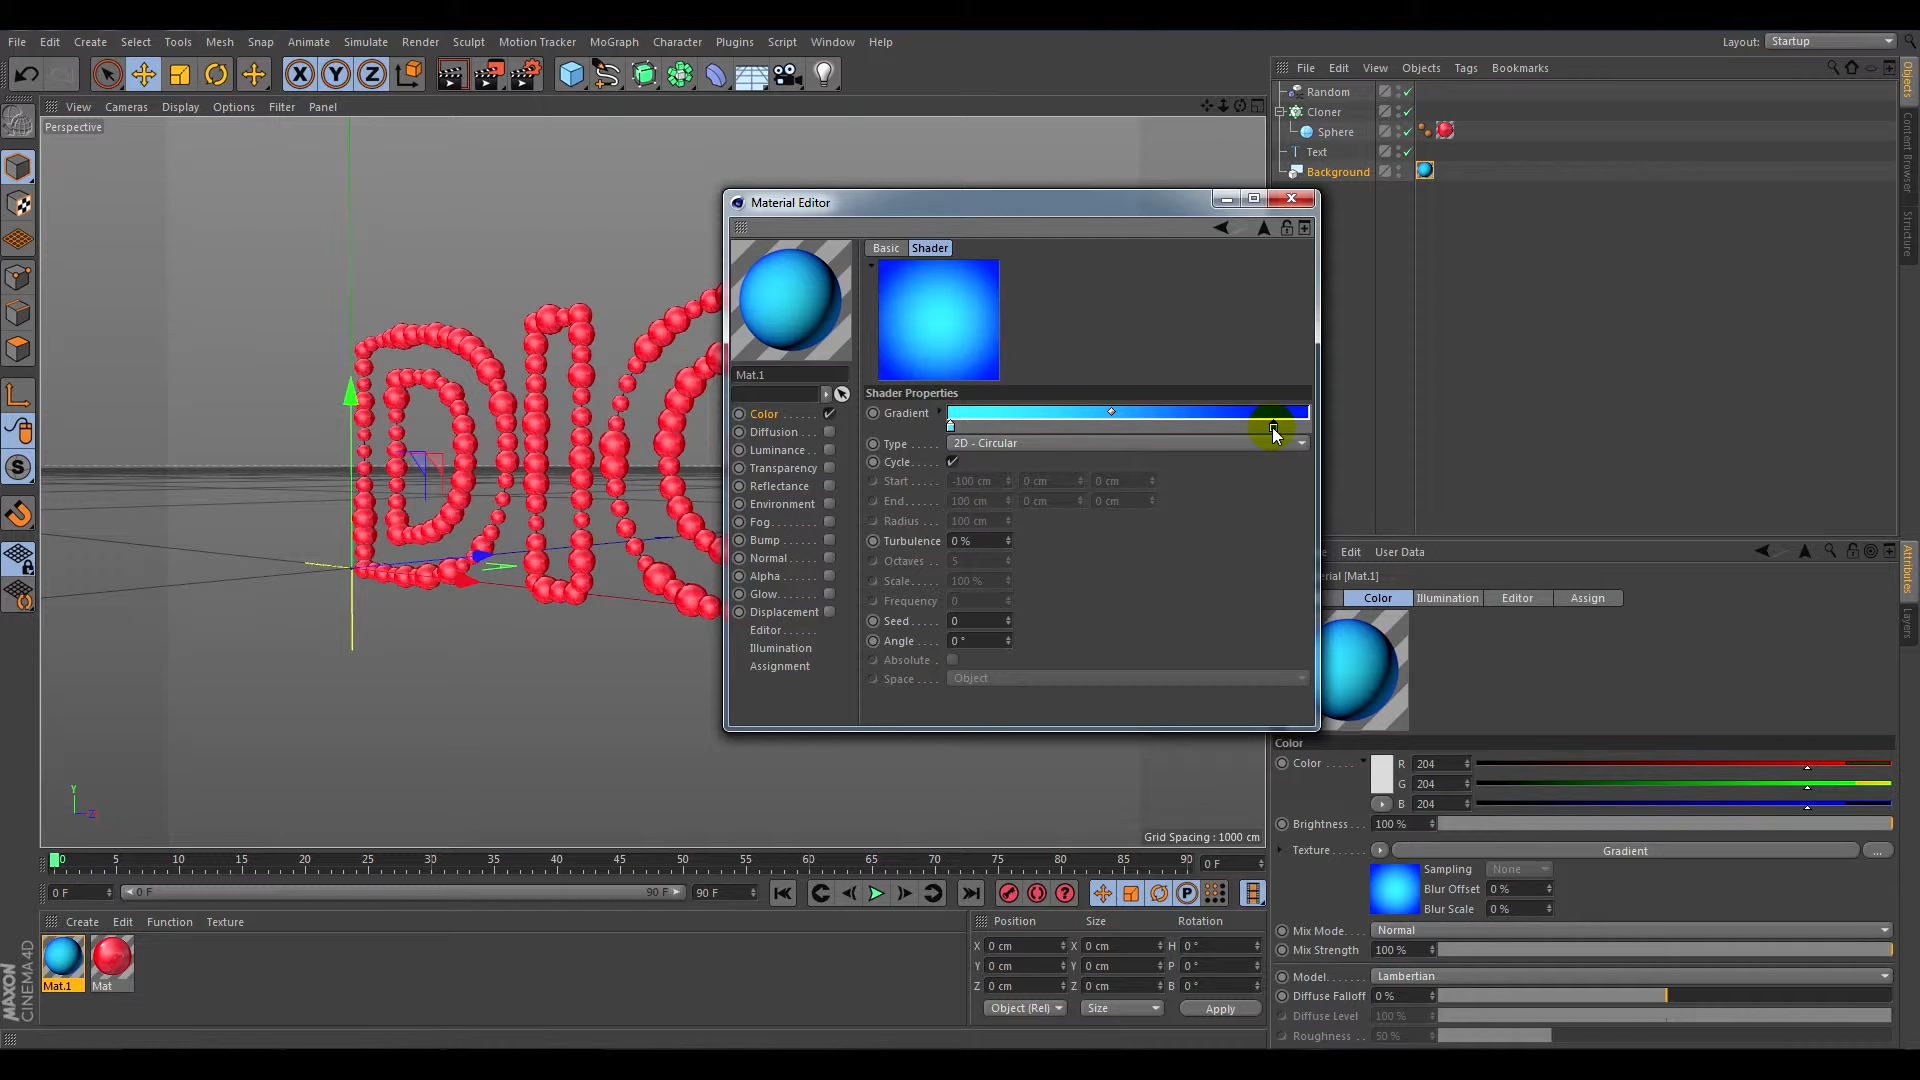 File Edit Create Select Tools Mesh Snap Animate Simulate Render Sculpt Motion Tracker MoGraph Character Plugins Script Window Help
Layout: Startup
File Edit View Objects Tags Bookmarks
Random
Cloner
Sphere
Text
Background
Objects
Content Browser
Structure
View Cameras Display Options Filter Panel
Perspective
Material Editor
Basic Shader
Mat.1
Shader Properties
Gradient
Type 2D - Circular
Cycle
Start -100 cm 0 cm 0 cm
End 100 cm 0 cm 0 cm
Radius 100 cm
Turbulence 0 %
Octaves 5
Scale 100 %
Frequency 0
Seed 0
Angle 0 °
Absolute
Space Object
Color
Diffusion
Luminance
Transparency
Reflectance
Environment
Fog
Bump
Normal
Alpha
Glow
Displacement
Editor
Illumination
Assignment
Edit User Data
[Mat.1]
Color Illumination Editor Assign
Attributes
Layers
Color
Color R 204
G 204
B 204
Brightness 100 %
Texture Gradient ...
Sampling None
Blur Offset 0 %
Blur Scale 0 %
Mix Mode Normal
Mix Strength 100 %
Model Lambertian
Diffuse Falloff 0 %
Diffuse Level 100 %
Roughness 50 %
Y
Z
Grid Spacing : 1000 cm
0 5 10 15 20 25 30 35 40 45 50 55 60 65 70 75 80 85 90 0 F
0 F 0 F 90 F 90 F
Create Edit Function Texture
Mat.1 Mat
Position Size Rotation
X 0 cm X 0 cm H 0 °
Y 0 cm Y 0 cm P 0 °
Z 0 cm Z 0 cm B 0 °
Object (Rel) Size Apply
MAXON
CINEMA 4D